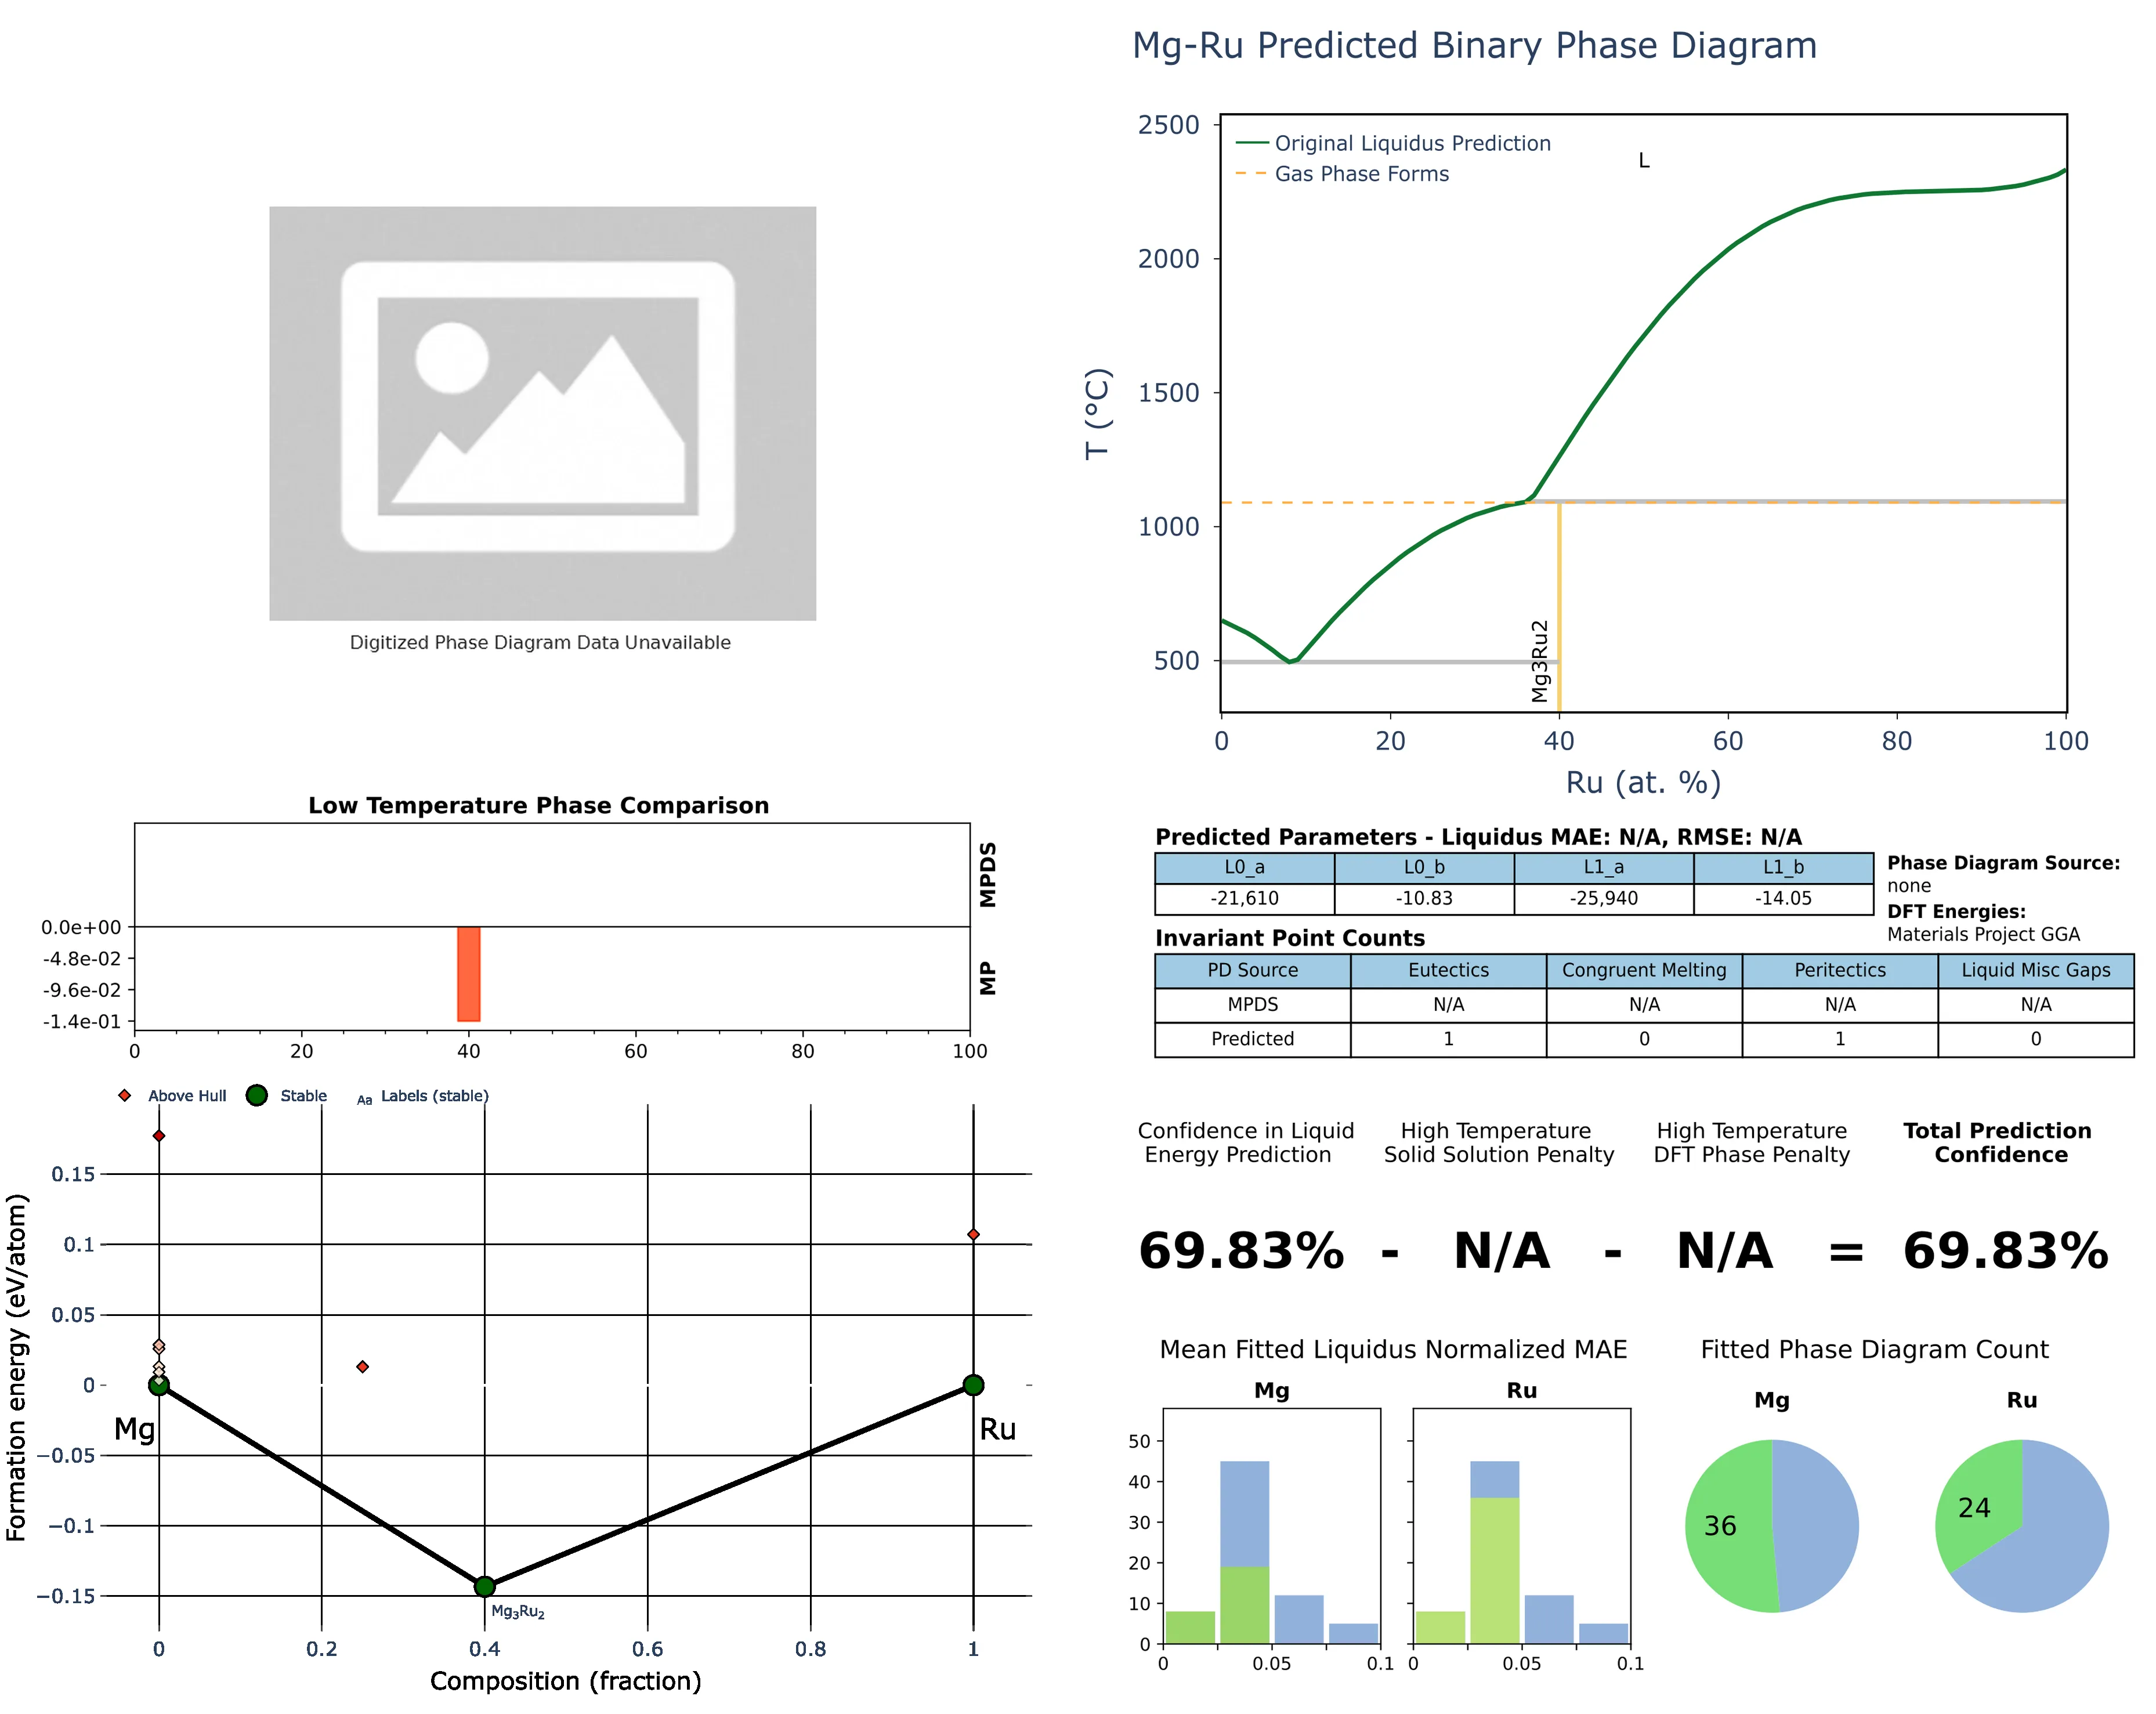 Mg-Ru Predicted Binary Phase Diagram
Digitized Phase Diagram Data Unavailable
2500
2000
1500
1000
500
T (°C)
Original Liquidus Prediction
Gas Phase Forms
L
Mg3Ru2
0 20 40 60 80 100
Ru (at. %)
Low Temperature Phase Comparison
MPDS
MP
0.0e+00
-4.8e-02
-9.6e-02
-1.4e-01
0 20 40 60 80 100
Predicted Parameters - Liquidus MAE: N/A, RMSE: N/A
L0_a L0_b L1_a L1_b
-21,610 -10.83 -25,940 -14.05
Phase Diagram Source:
none
DFT Energies:
Materials Project GGA
Invariant Point Counts
PD Source Eutectics Congruent Melting Peritectics Liquid Misc Gaps
MPDS N/A N/A N/A N/A
Predicted 1 0 1 0
Above Hull Stable Aa Labels (stable)
0.15
0.1
0.05
0
−0.05
−0.1
−0.15
Formation energy (eV/atom)
Mg
Ru
Mg₃Ru₂
0 0.2 0.4 0.6 0.8 1
Composition (fraction)
Confidence in Liquid
Energy Prediction
High Temperature
Solid Solution Penalty
High Temperature
DFT Phase Penalty
Total Prediction
Confidence
69.83% - N/A - N/A = 69.83%
Mean Fitted Liquidus Normalized MAE
Mg
Ru
50
40
30
20
10
0
0 0.05 0.1
0 0.05 0.1
Fitted Phase Diagram Count
Mg
Ru
36
24